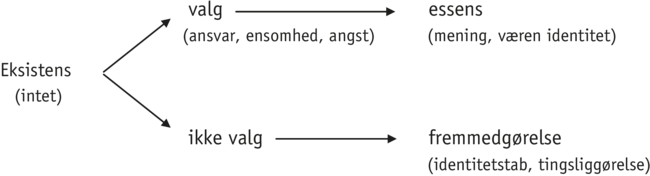 valg
(ansvar, ensomhed, angst)
essens
(mening, væren identitet)
Eksistens
(intet)
ikke valg
fremmedgørelse
(identitetstab, tingsliggørelse)